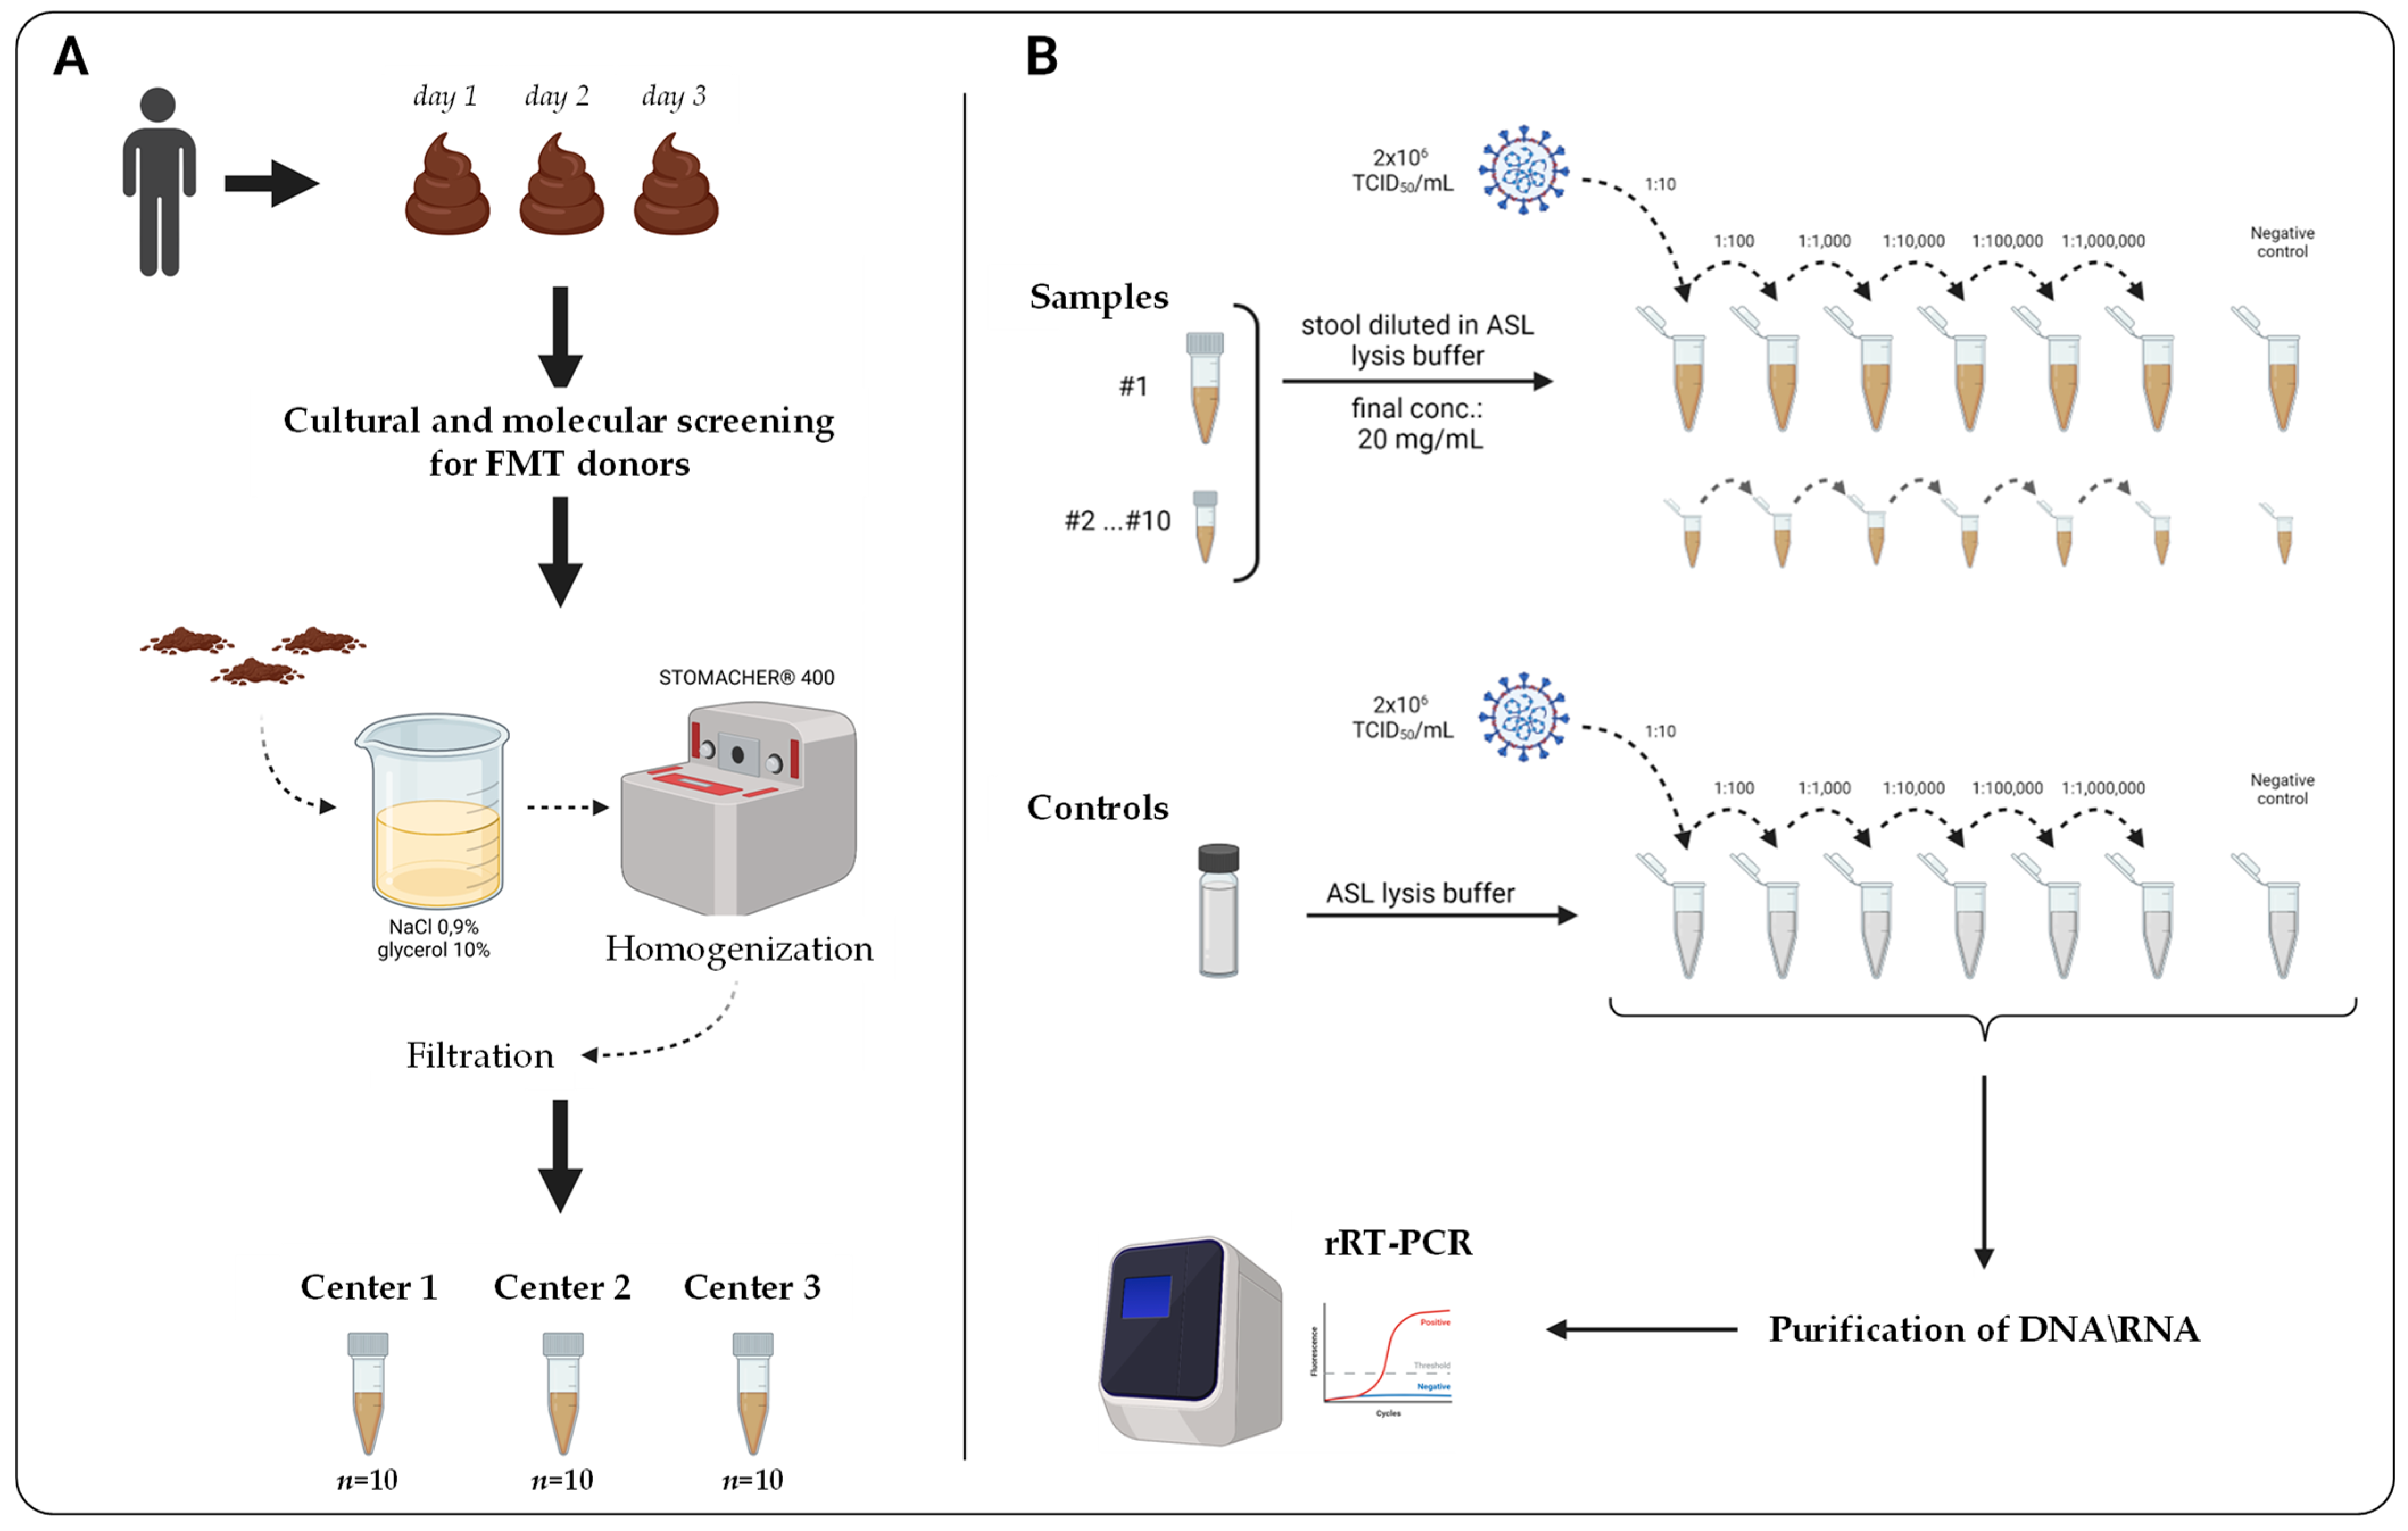 A
day 1
day 2
day 3
Cultural and molecular screening
for FMT donors
STOMACHER® 400
NaCl 0,9%
glycerol 10%
Homogenization
Filtration
Center 1
Center 2
Center 3
n=10
n=10
n=10
B
2x10⁶
TCID₅₀/mL
1:10
1:100
1:1,000
1:10,000
1:100,000
1:1,000,000
Negative
control
Samples
#1
stool diluted in ASL
lysis buffer
final conc.:
20 mg/mL
#2 ...#10
2x10⁶
TCID₅₀/mL
1:10
1:100
1:1,000
1:10,000
1:100,000
1:1,000,000
Negative
control
Controls
ASL lysis buffer
rRT-PCR
Fluorescence
Positive
Threshold
Negative
Cycles
Purification of DNA\RNA